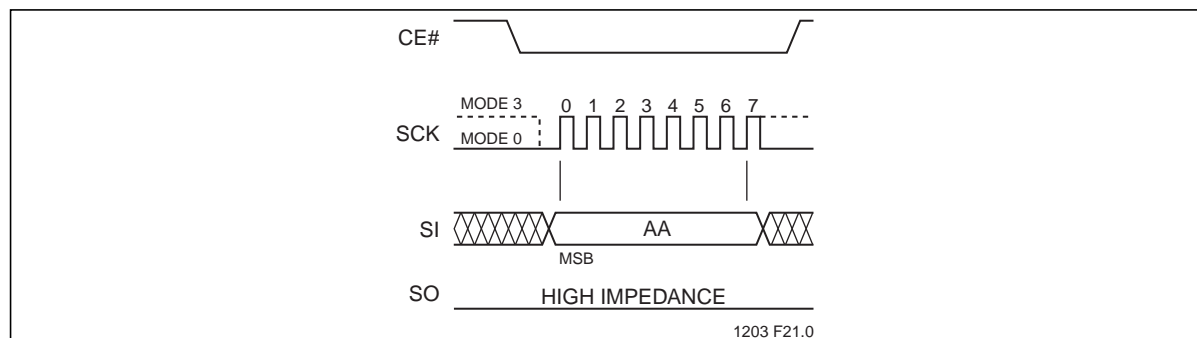 CE#
MODE 3
0 1 2 3 4 5 6 7
SCK
MODE 0
SI
AA
MSB
SO
HIGH IMPEDANCE
1203 F21.0